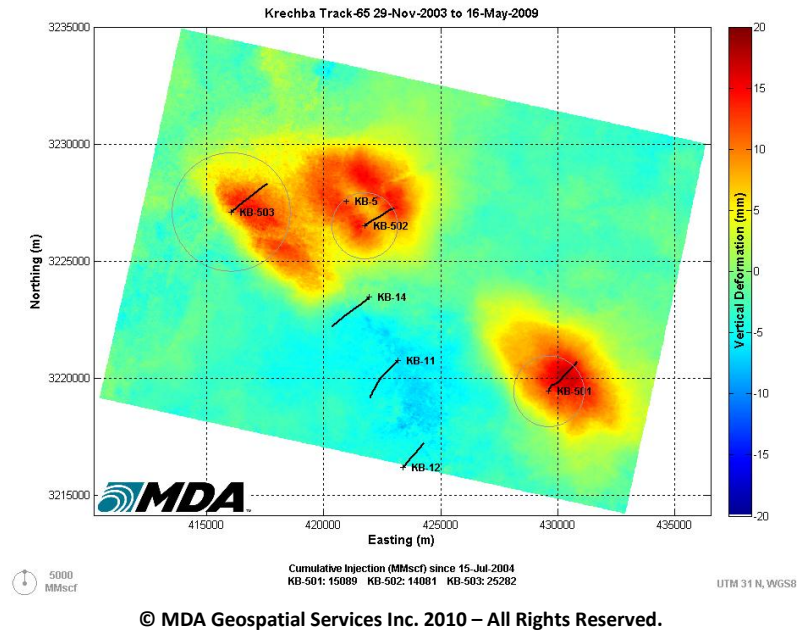 Krechba Track-65 29-Nov-2003 to 16-May-2009
3235000
3230000
3225000
3220000
3215000
Northing (m)
KB-503
KB-5
KB-502
KB-14
KB-11
KB-12
KB-501
MDA
415000 420000 425000 430000 435000
Easting (m)
20
15
10
5
0
-5
-10
-15
-20
Vertical Deformation (mm)
5000
MMscf
Cumulative Injection (MMscf) since 15-Jul-2004
KB-501: 15089 KB-502: 14081 KB-503: 25282
UTM 31 N, WGS8
© MDA Geospatial Services Inc. 2010 – All Rights Reserved.